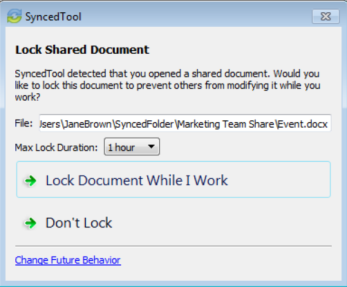 SyncedTool
Lock Shared Document
SyncedTool detected that you opened a shared document. Would you
like to lock this document to prevent others from modifying it while you
work?
File: Jsers\JaneBrown\SyncedFolder\Marketing Team Share\Event.docx
Max Lock Duration: 1 hour
Lock Document While I Work
Don't Lock
Change Future Behavior